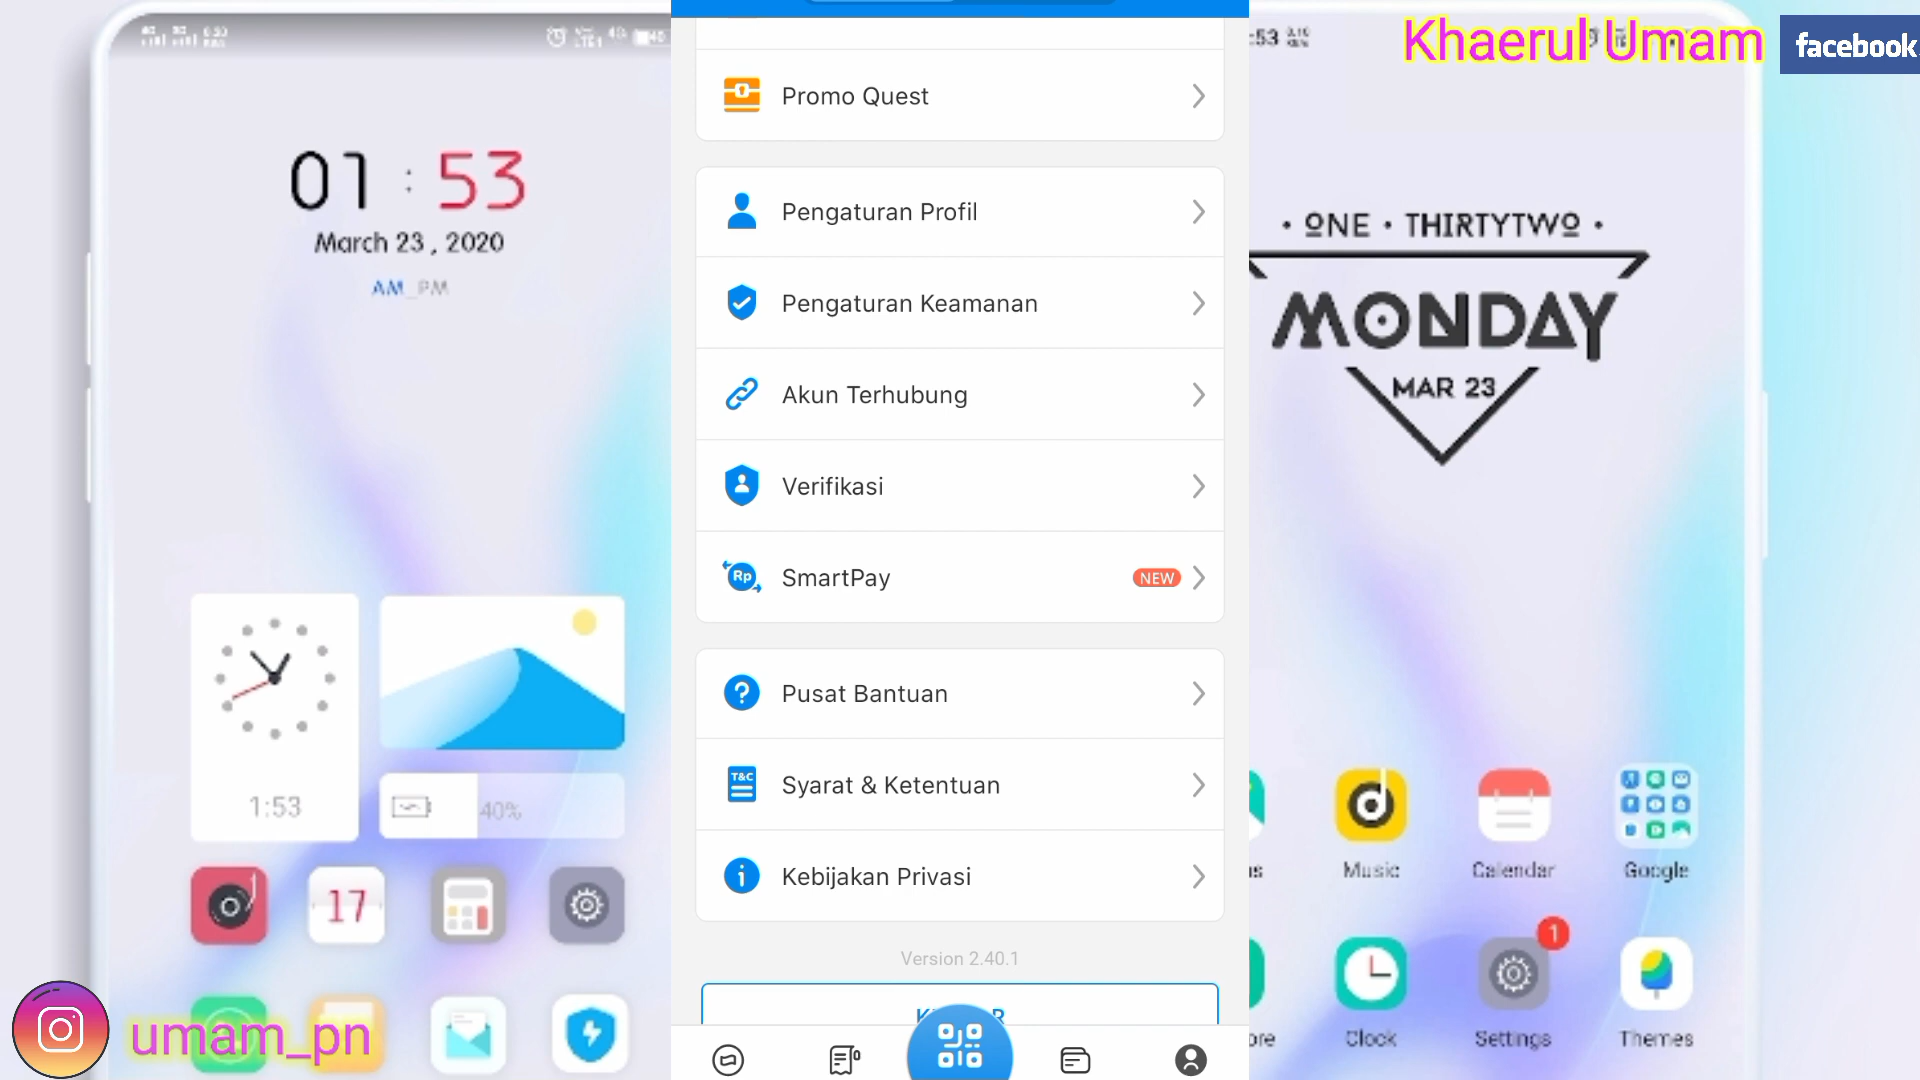 01 : 53
March 23 , 2020
AM_PM
1:53
40%
17
umam_pn
Promo Quest
Pengaturan Profil
Pengaturan Keamanan
Akun Terhubung
Verifikasi
Rp
SmartPay
NEW
Pusat Bantuan
T&C
Syarat & Ketentuan
Kebijakan Privasi
Version 2.40.1
:53
Khaerul Umam
facebook
• ONE • THIRTYTWO •
MONDAY
MAR 23
Music
Calendar
Google
1
Clock
Settings
Themes